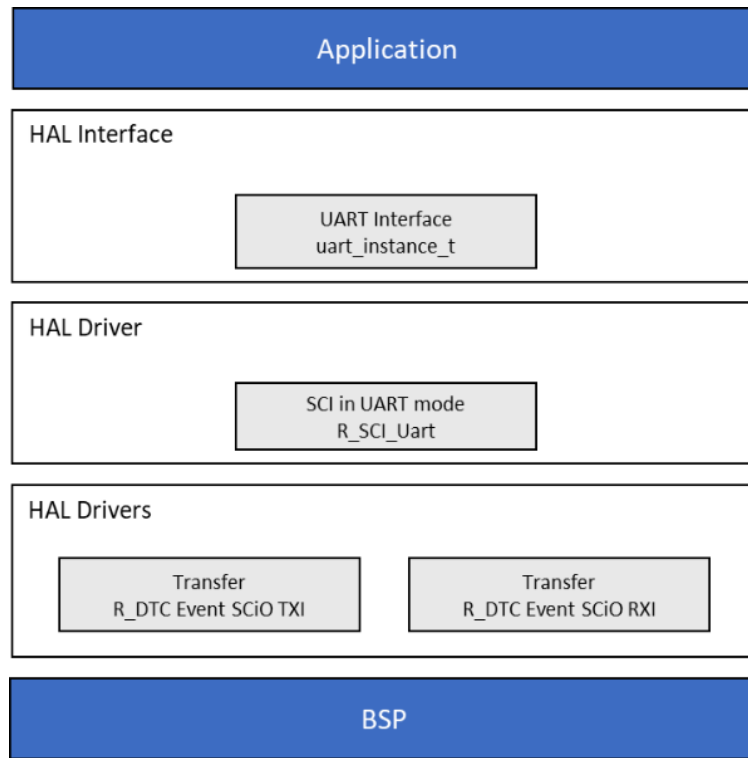 Application
HAL Interface
UART Interface
uart_instance_t
HAL Driver
SCI in UART mode
R_SCI_Uart
HAL Drivers
Transfer
R_DTC Event SCiO TXI
Transfer
R_DTC Event SCiO RXI
BSP